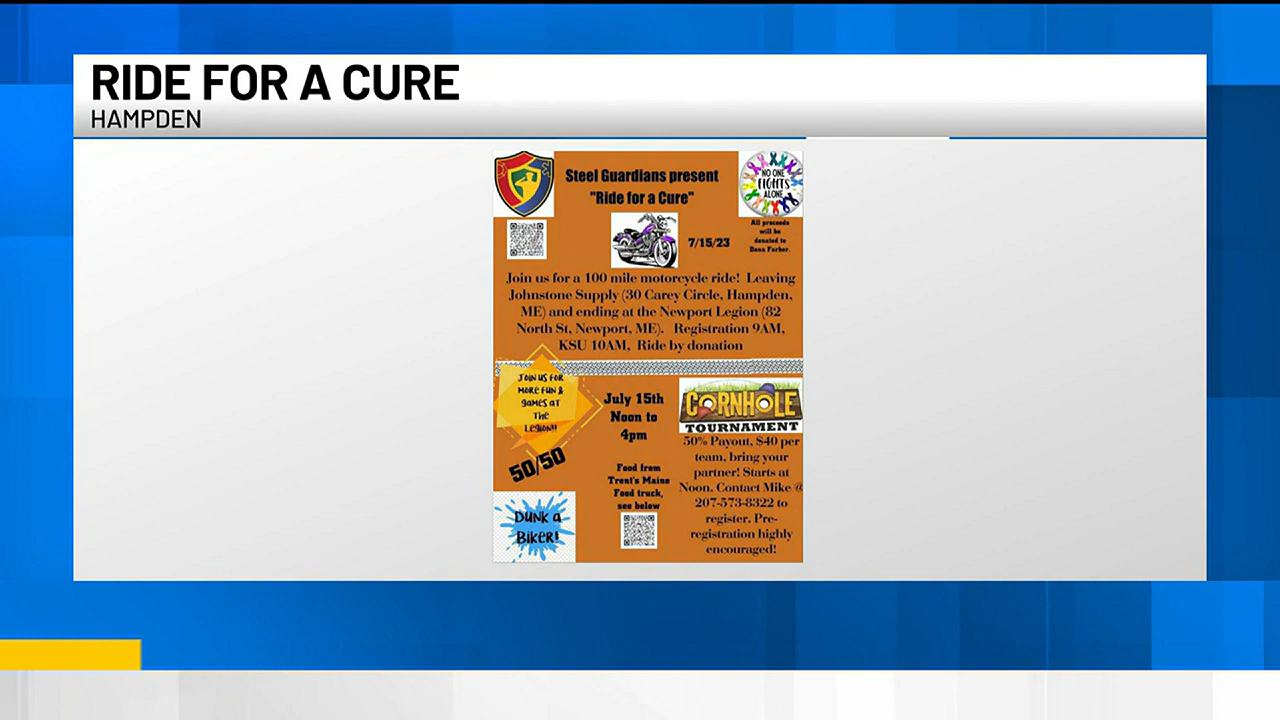 RIDE FOR A CURE
HAMPDEN
Steel Guardians present
"Ride for a Cure"
NO ONE
FIGHTS
ALONE
7/15/23
All proceeds
will be
donated to
Dana Farber.
Join us for a 100 mile motorcycle ride! Leaving
Johnstone Supply (30 Carey Circle, Hampden,
ME) and ending at the Newport Legion (82
North St, Newport, ME). Registration 9AM,
KSU 10AM, Ride by donation
JOIN US FOR
MORE FUN &
GAMES AT
THE
LEGION!!
50/50
DUNK a
BIKER!
July 15th
Noon to
4pm
Food from
Trent's Maine
Food truck,
see below
CORNHOLE
TOURNAMENT
50% Payout, $40 per
team, bring your
partner! Starts at
Noon. Contact Mike @
207-573-8322 to
register. Pre-
registration highly
encouraged!